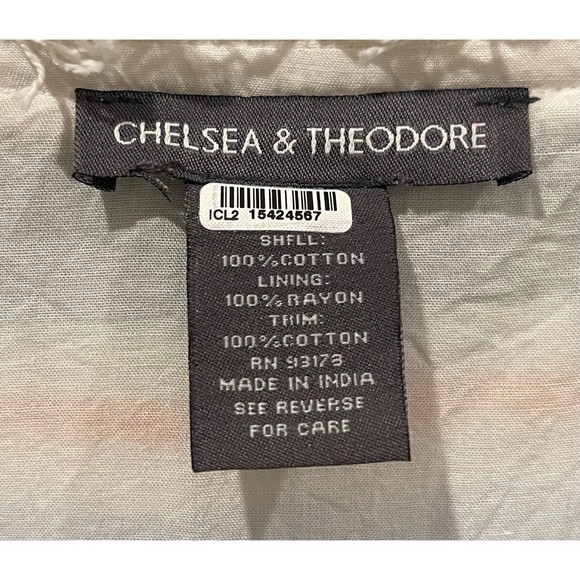 CHELSEA & THEODORE
ICL2 15424567
SHELL:
100%COTTON
LINING:
100%RAYON
TRIM:
100%COTTON
RN 93178
MADE IN INDIA
SEE REVERSE
FOR CARE